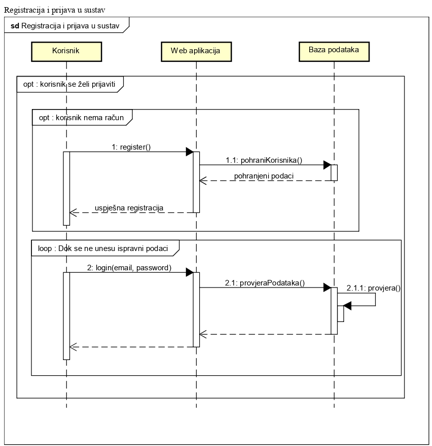 Registracija i prijava u sustav
sd Registracija i prijava u sustav
Korisnik
Web aplikacija
Baza podataka
opt : korisnik se želi prijaviti
opt : korisnik nema račun
1: register()
1.1: pohraniKorisnika()
pohranjeni podaci
uspješna registracija
loop : Dok se ne unesu ispravni podaci
2: login(email, password)
2.1: provjeraPodataka()
2.1.1: provjera()